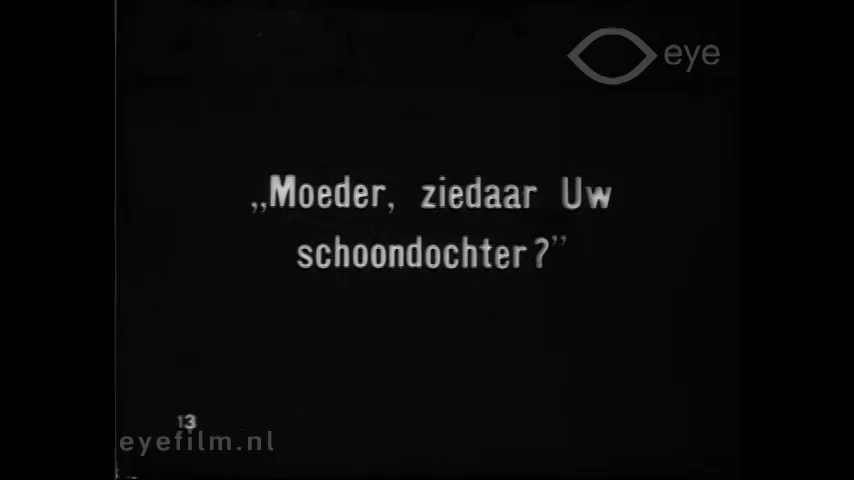 eye
„Moeder, ziedaar Uw
schoondochter?”
13
eyefilm.nl